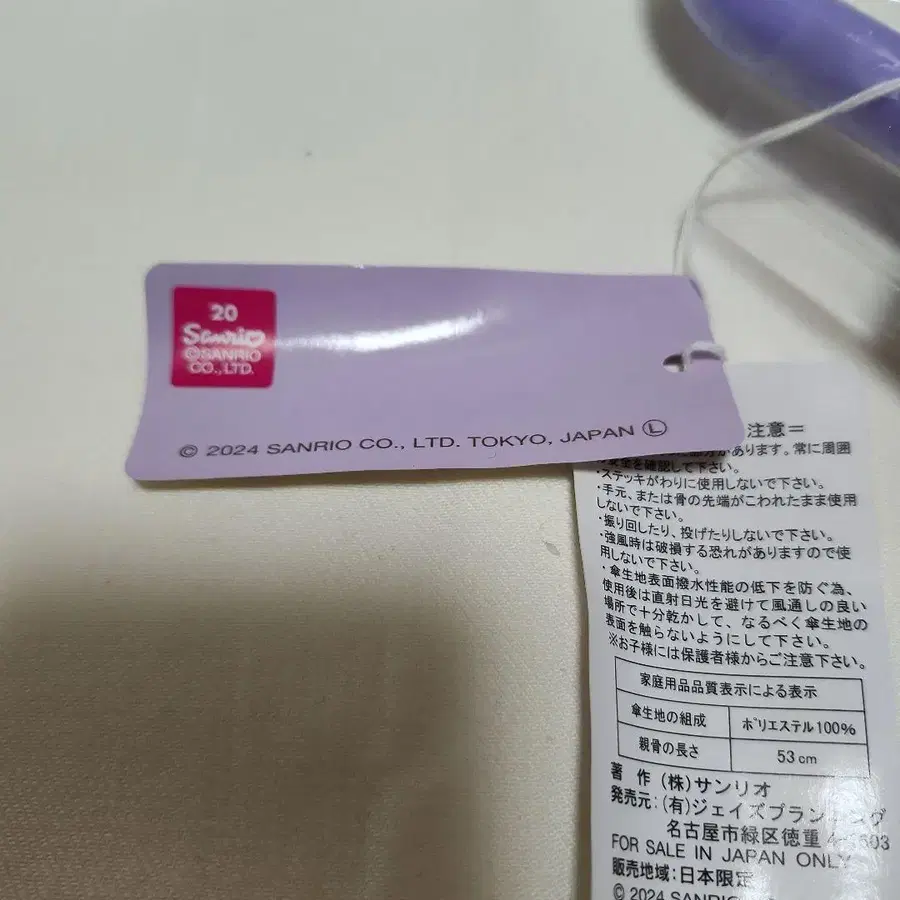 20
Sanrio
©SANRIO
CO.,LTD.
© 2024 SANRIO CO., LTD. TOKYO, JAPAN Ⓛ
注意=
があります。常に周囲
を確認して下さい。
・ステッキがわりに使用しないで下さい。
・手元、または骨の先端がこわれたまま使用
しないで下さい。
・振り回したり、投げたりしないで下さい。
・強風時は破損する恐れがありますので使
用しないで下さい。
・傘生地表面撥水性能の低下を防ぐ為、
使用後は直射日光を避けて風通しの良い
場所で十分乾かして、なるべく傘生地の
表面を触らないようにして下さい。
※お子様には保護者様からご注意下さい。
家庭用品品質表示による表示
傘生地の組成 ポリエステル100%
親骨の長さ 53cm
著 作 (株)サンリオ
発売元:(有)ジェイズプランニング
名古屋市緑区徳重
FOR SALE IN JAPAN ONLY
販売地域:日本限定
© 2024 SANRIO